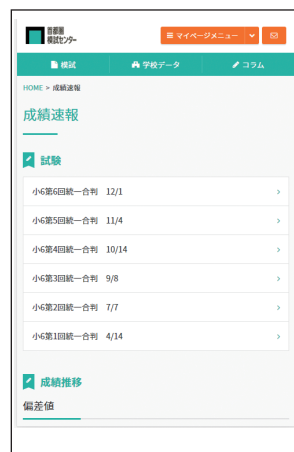 首都圏
模試センター
マイページメニュー
模試 学校データ コラム
HOME > 成績速報
成績速報
試験
小6第6回統一合判 12/1
小6第5回統一合判 11/4
小6第4回統一合判 10/14
小6第3回統一合判 9/8
小6第2回統一合判 7/7
小6第1回統一合判 4/14
成績推移
偏差値